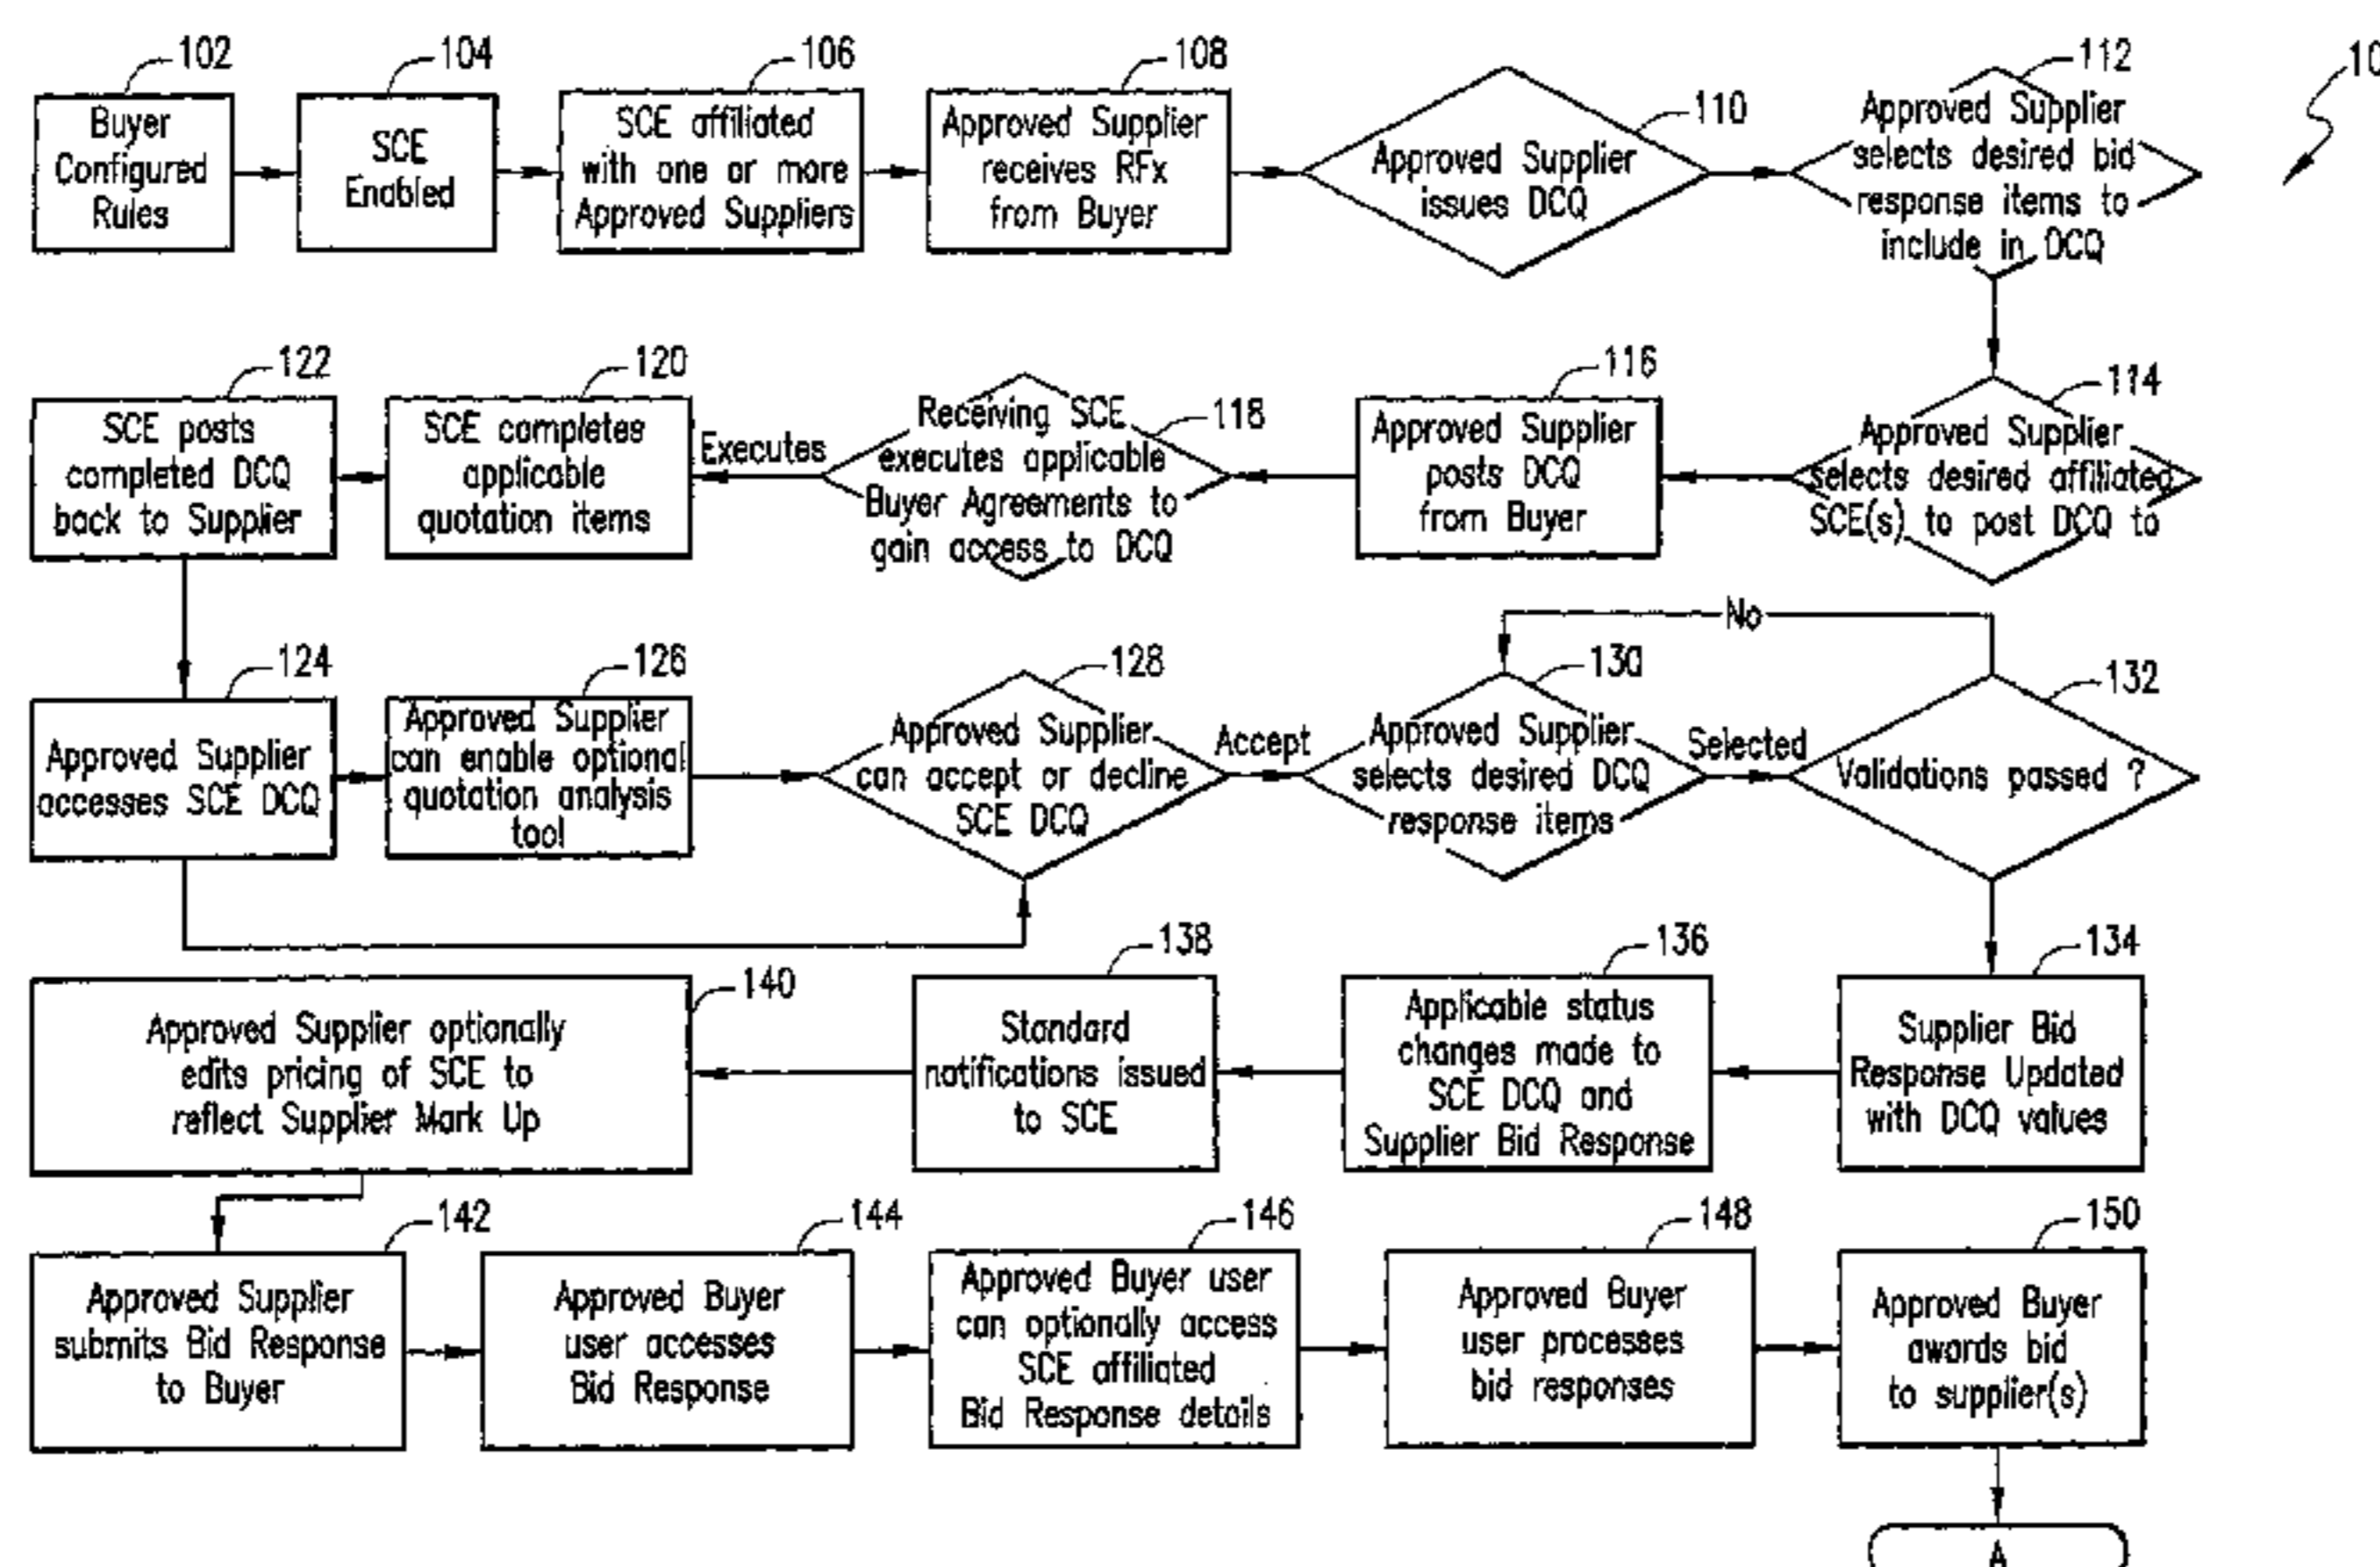 102
Buyer
Configured
Rules
104
SCE
Enabled
106
SCE affiliated
with one or more
Approved Suppliers
108
Approved Supplier
receives RFx
from Buyer
110
Approved Supplier
issues DCQ
112
Approved Supplier
selects desired bid
response items to
include in DCQ
10
114
Approved Supplier
selects desired affiliated
SCE(s) to post DCQ to
116
Approved Supplier
posts DCQ
from Buyer
118
Receiving SCE
executes applicable
Buyer Agreements to
gain access to DCQ
Executes
120
SCE completes
applicable
quotation items
122
SCE posts
completed DCQ
back to Supplier
124
Approved Supplier
accesses SCE DCQ
126
Approved Supplier
can enable optional
quotation analysis
tool
128
Approved Supplier
can accept or decline
SCE DCQ
Accept
130
Approved Supplier
selects desired DCQ
response items
Selected
No
132
Validations passed ?
134
Supplier Bid
Response Updated
with DCQ values
136
Applicable status
changes made to
SCE DCQ and
Supplier Bid Response
138
Standard
notifications issued
to SCE
140
Approved Supplier optionally
edits pricing of SCE to
reflect Supplier Mark Up
142
Approved Supplier
submits Bid Response
to Buyer
144
Approved Buyer
user accesses
Bid Response
146
Approved Buyer user
can optionally access
SCE affiliated
Bid Response details
148
Approved Buyer
user processes
bid responses
150
Approved Buyer
awards bid
to supplier(s)
A